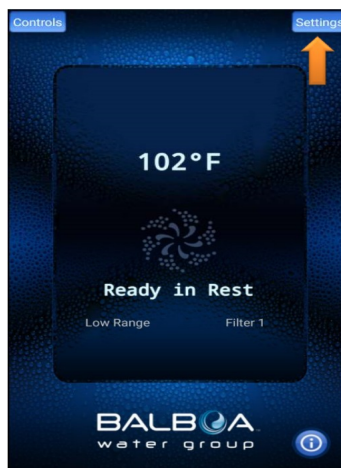 Controls Settings
102°F
Ready in Rest
Low Range Filter 1
BALBOA
water group